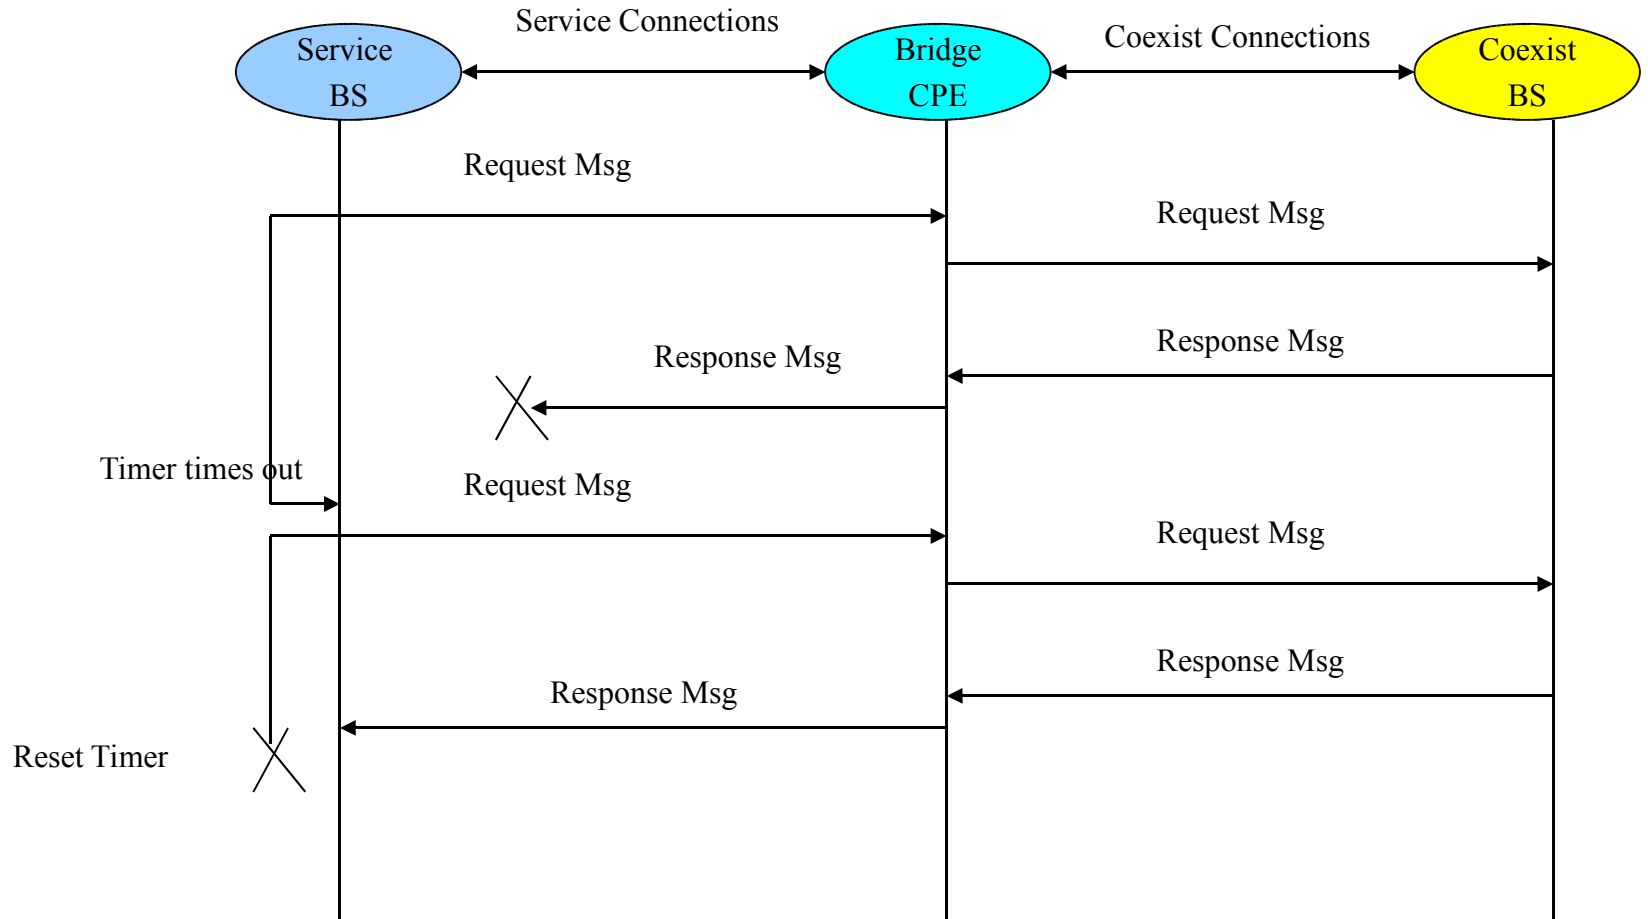 Service Connections
Coexist Connections
Service
BS
Bridge
CPE
Coexist
BS
Request Msg
Request Msg
Response Msg
Response Msg
Timer times out
Request Msg
Request Msg
Response Msg
Response Msg
Reset Timer